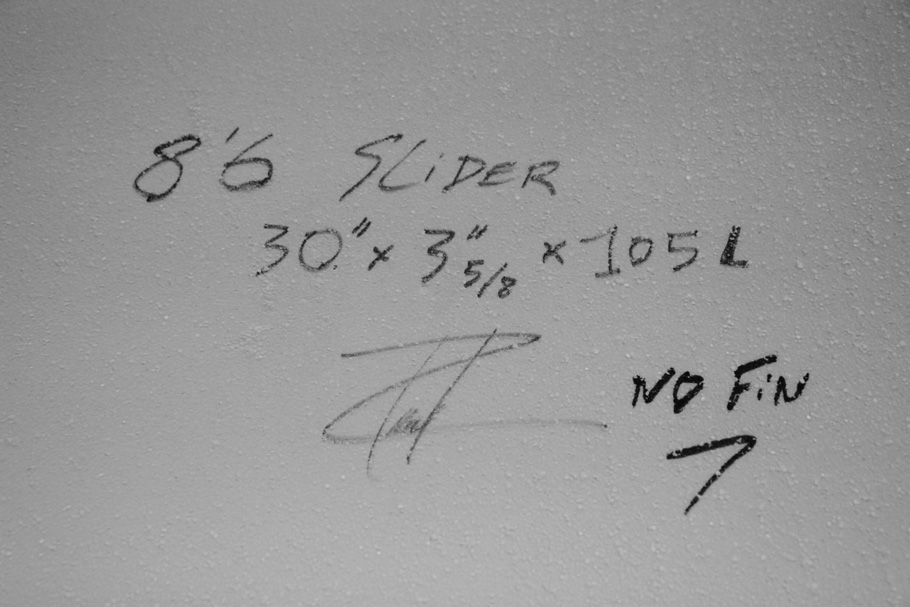 8'6 SLiDER
30" x 3" 5/8 x 105 L
NO FiN